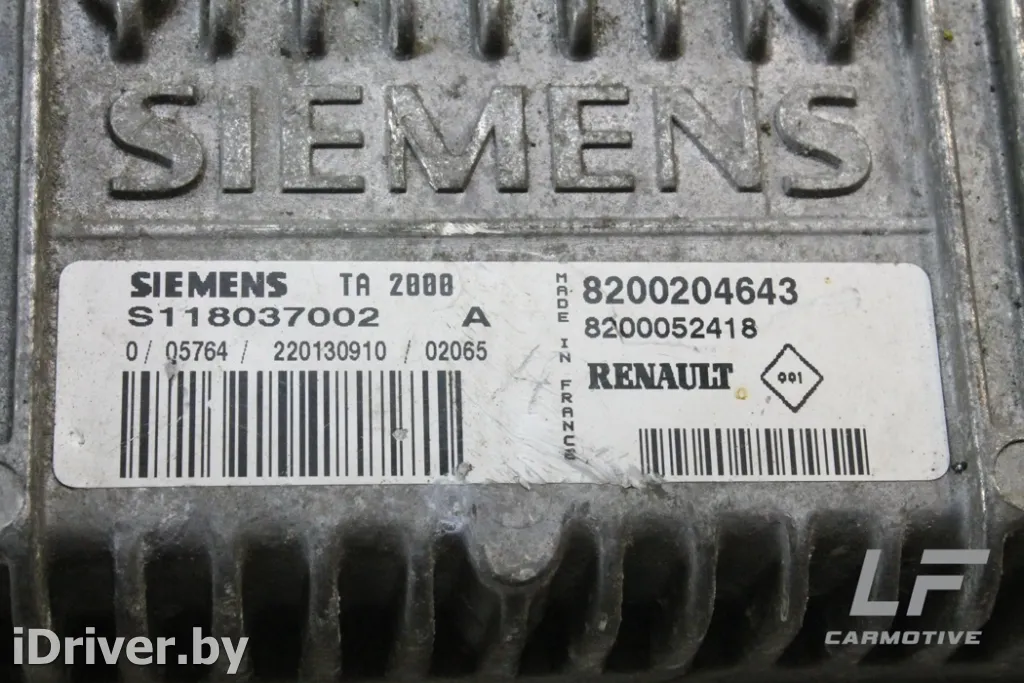 SIEMENS
SIEMENS TA 2000
S118037002 A
0/ 05764/ 220130910 / 02065
MADE IN FRANCE
8200204643
8200052418
RENAULT 001
LF
CARMOTIVE
iDriver.by